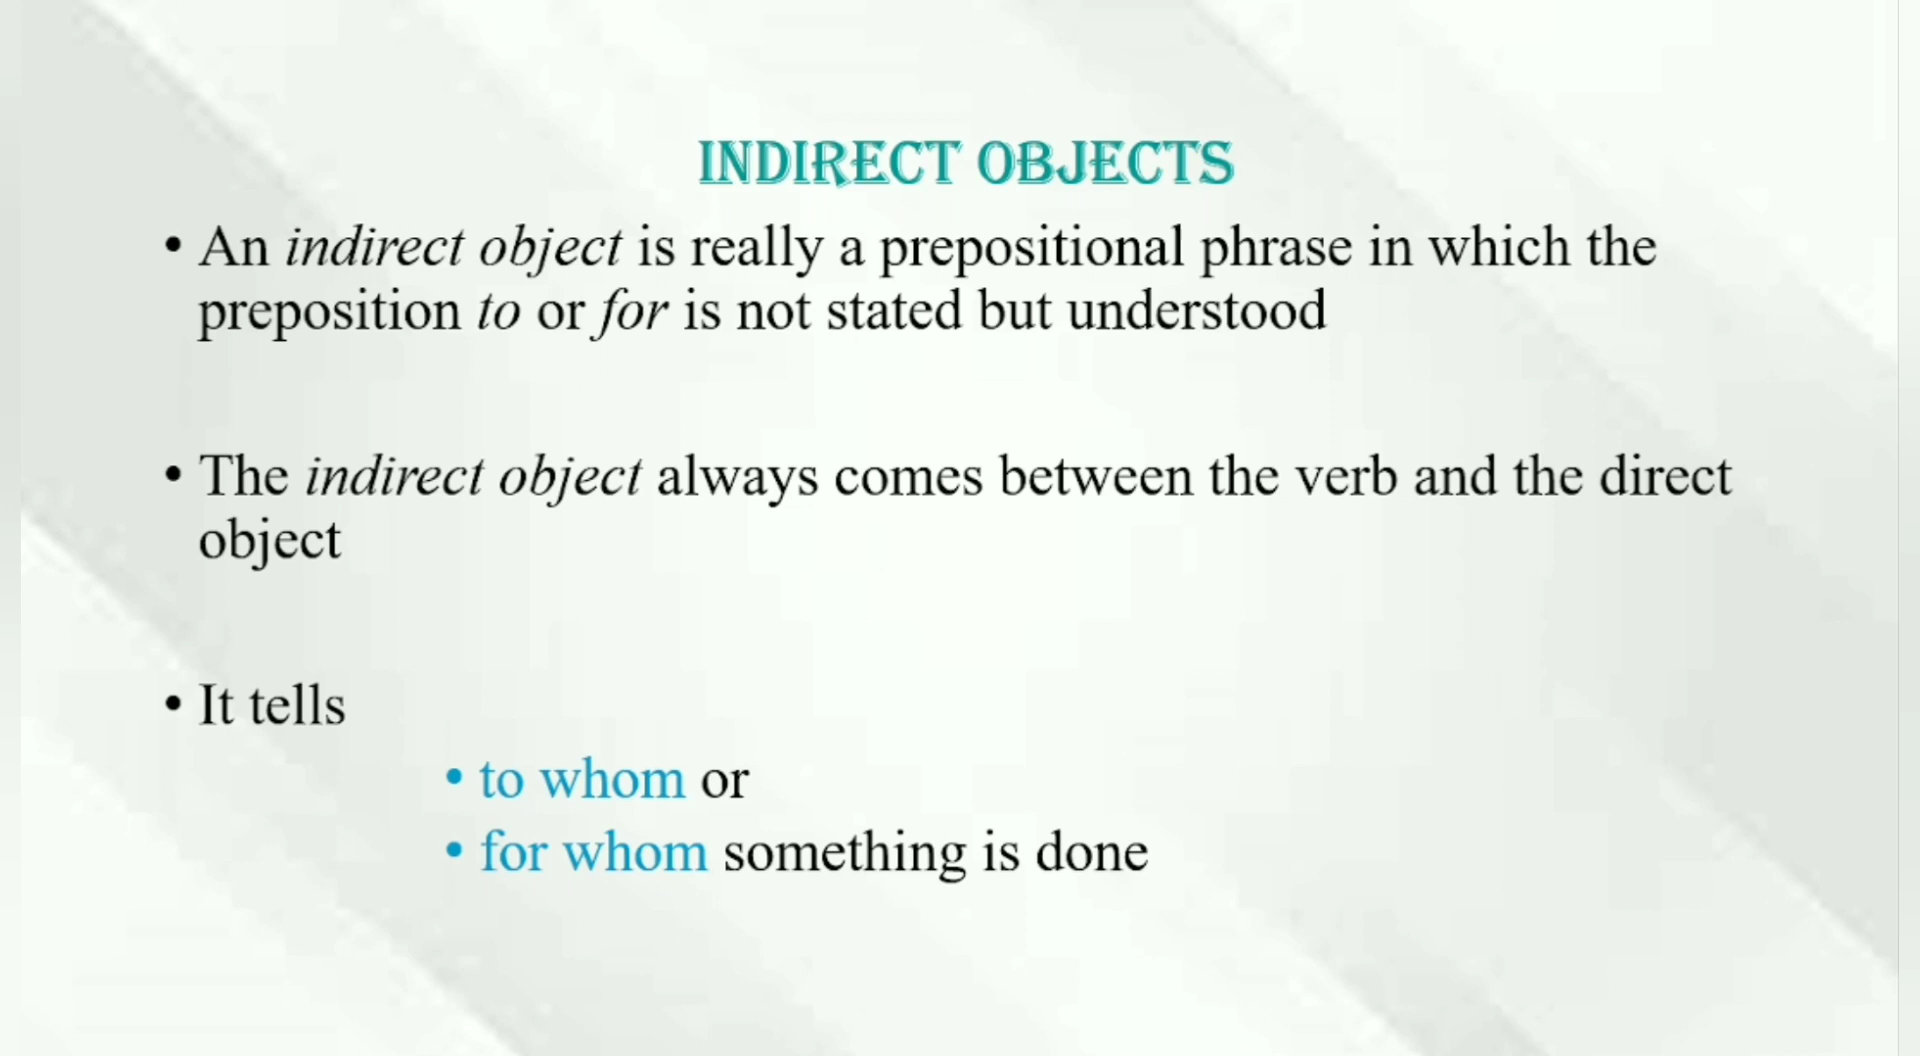 INDIRECT OBJECTS
• An indirect object is really a prepositional phrase in which the
preposition to or for is not stated but understood
• The indirect object always comes between the verb and the direct
object
• It tells
• to whom or
• for whom something is done